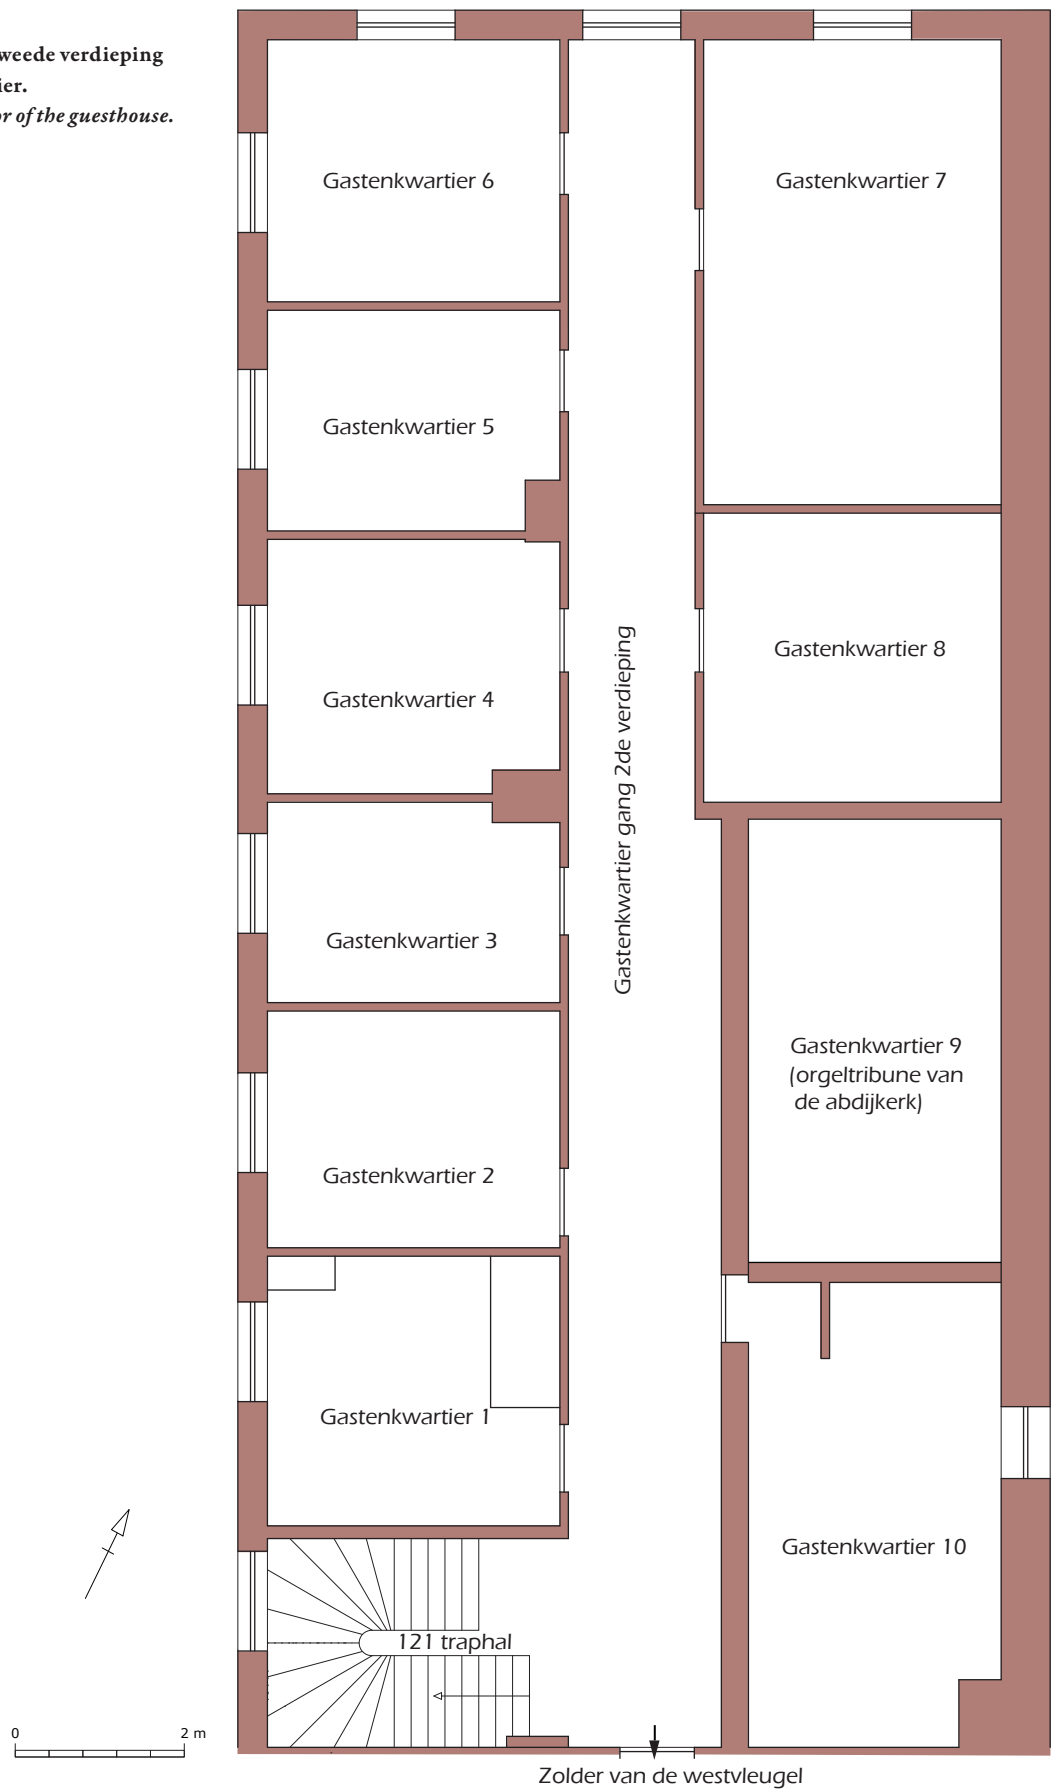 weede verdieping
ier.
or of the guesthouse.
Gastenkwartier 6
Gastenkwartier 7
Gastenkwartier 5
Gastenkwartier 8
Gastenkwartier 4
Gastenkwartier gang 2de verdieping
Gastenkwartier 3
Gastenkwartier 9
(orgeltribune van
de abdijkerk)
Gastenkwartier 2
Gastenkwartier 1
Gastenkwartier 10
121 traphal
0 2 m
Zolder van de westvleugel